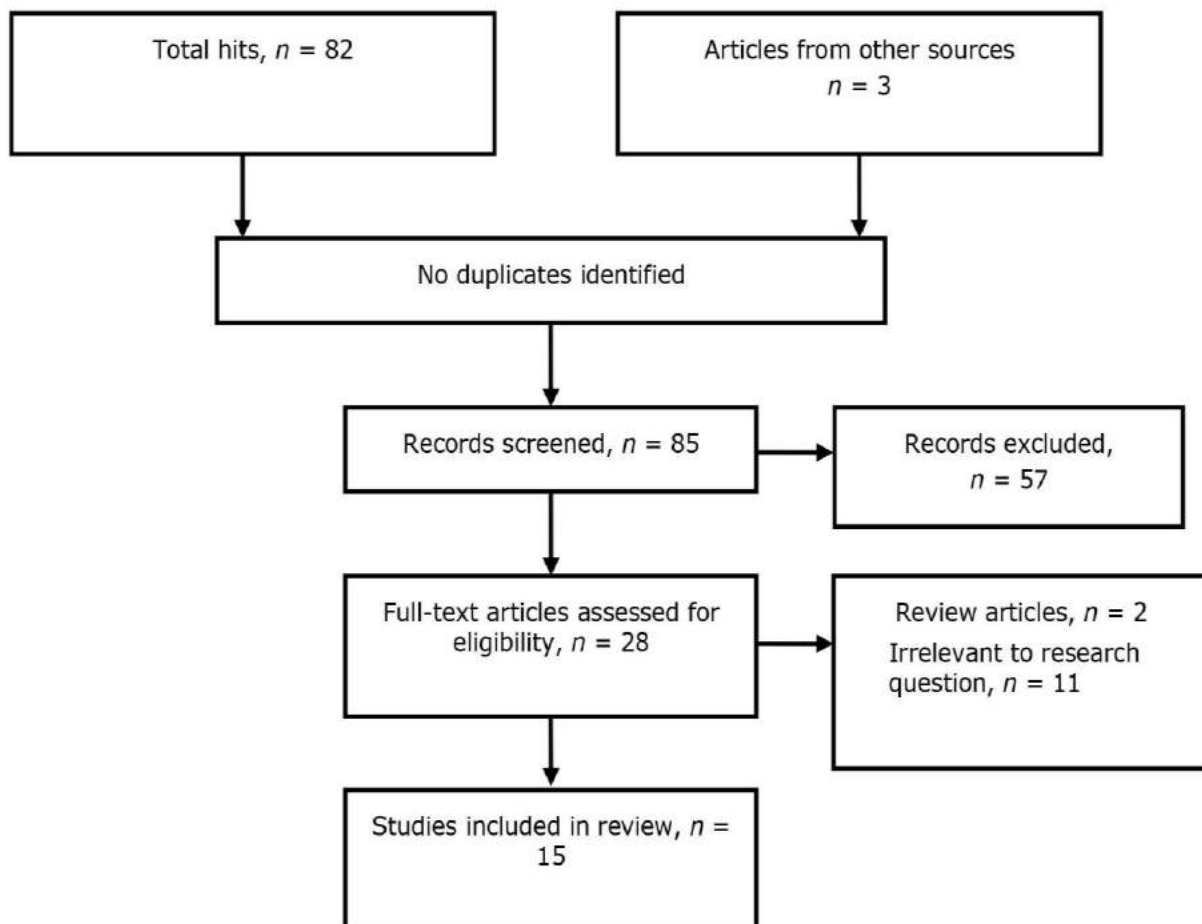 Total hits, n = 82
Articles from other sources
n = 3
No duplicates identified
Records screened, n = 85
Records excluded,
n = 57
Full-text articles assessed for
eligibility, n = 28
Review articles, n = 2
Irrelevant to research
question, n = 11
Studies included in review, n =
15